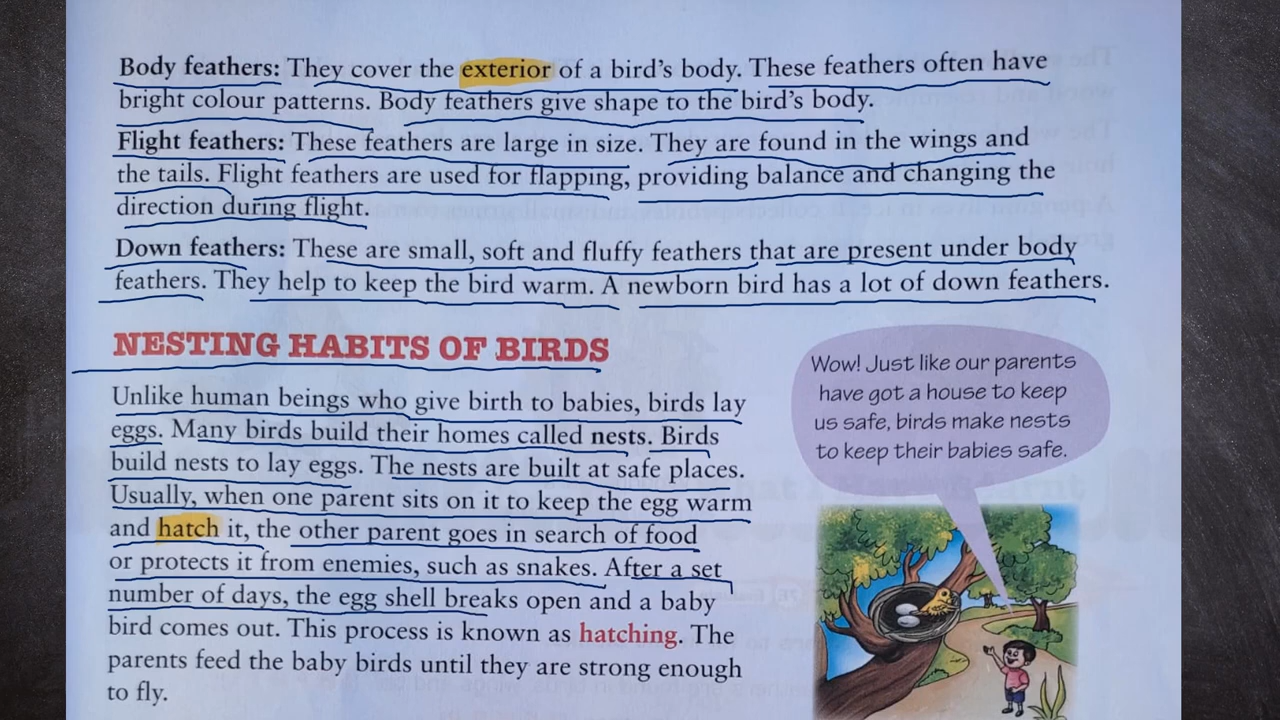 Body feathers: They cover the exterior of a bird's body. These feathers often have
bright colour patterns. Body feathers give shape to the bird's body.
Flight feathers: These feathers are large in size. They are found in the wings and
the tails. Flight feathers are used for flapping, providing balance and changing the
direction during flight.
Down feathers: These are small, soft and fluffy feathers that are present under body
feathers. They help to keep the bird warm. A newborn bird has a lot of down feathers.
NESTING HABITS OF BIRDS
Unlike human beings who give birth to babies, birds lay
eggs. Many birds build their homes called nests. Birds
build nests to lay eggs. The nests are built at safe places.
Usually, when one parent sits on it to keep the egg warm
and hatch it, the other parent goes in search of food
or protects it from enemies, such as snakes. After a set
number of days, the egg shell breaks open and a baby
bird comes out. This process is known as hatching. The
parents feed the baby birds until they are strong enough
to fly.
Wow! Just like our parents
have got a house to keep
us safe, birds make nests
to keep their babies safe.